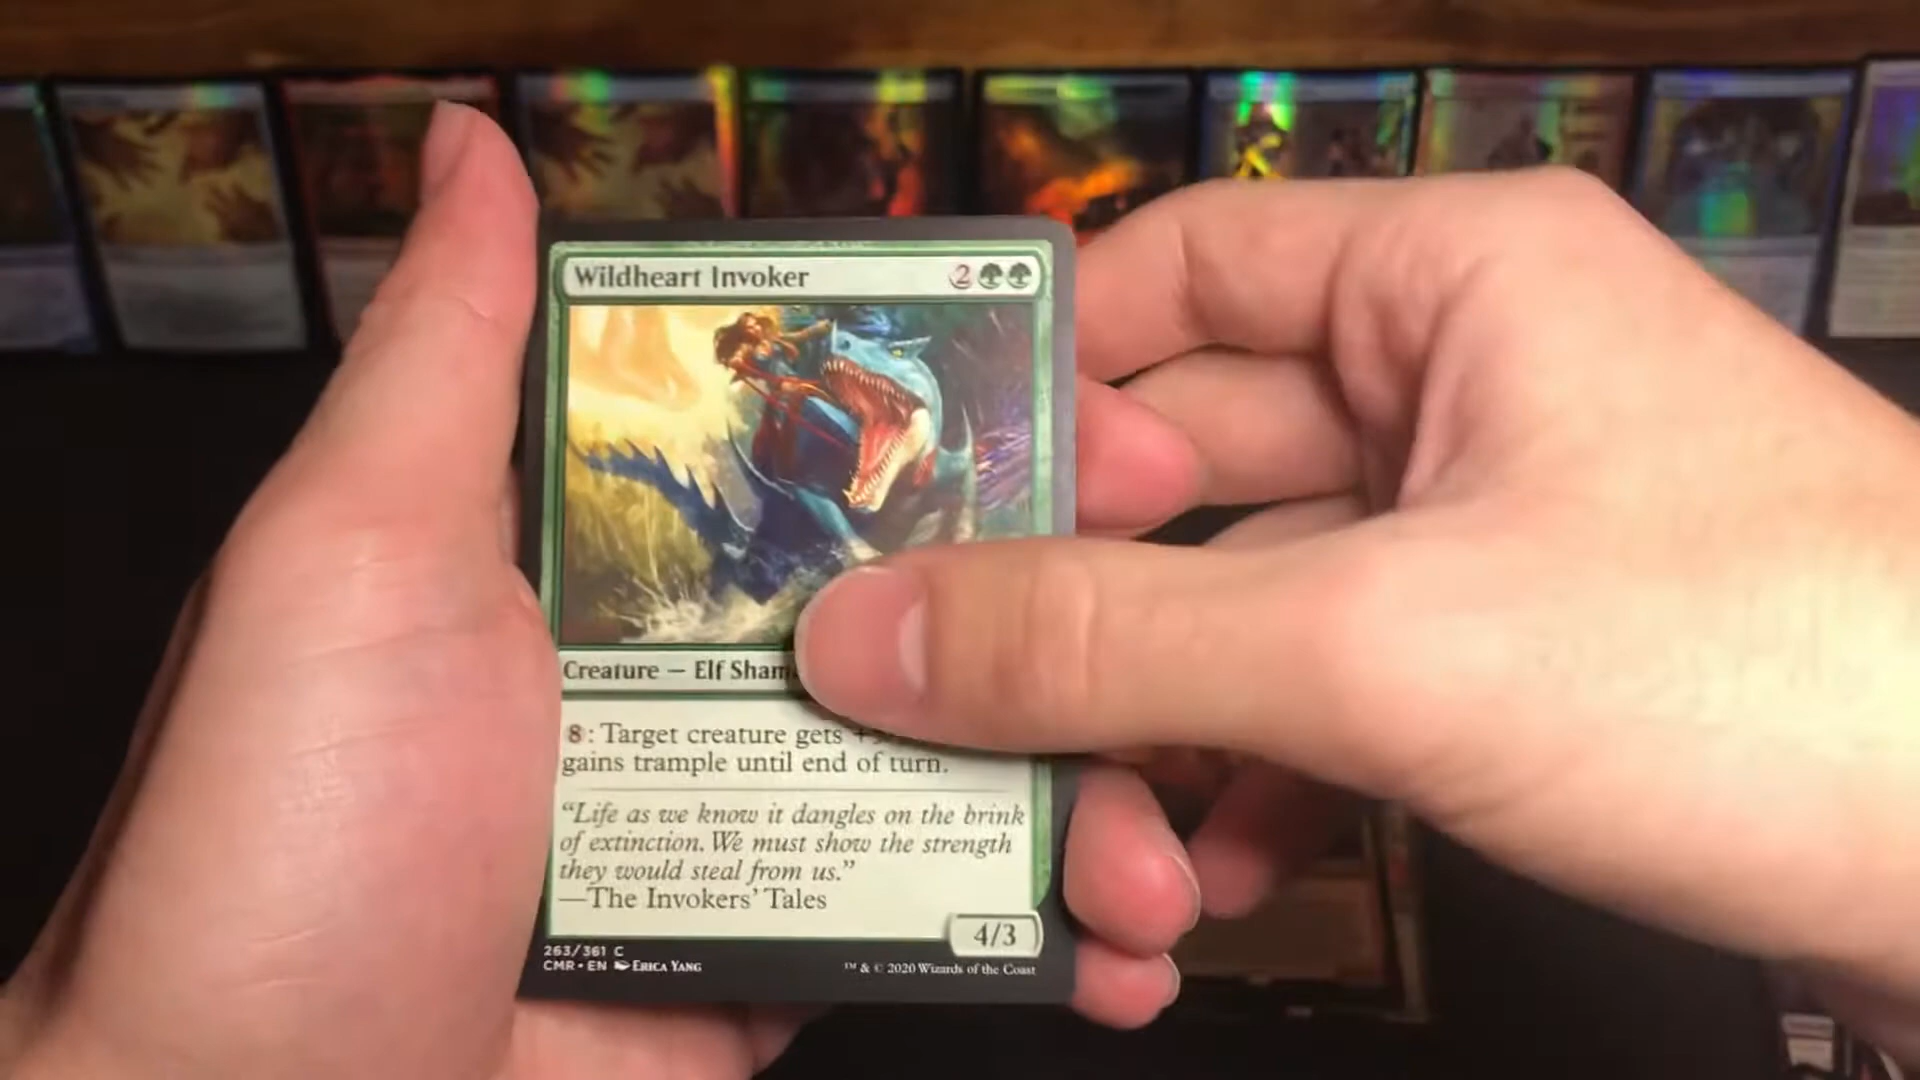 Wildheart Invoker 2
Creature — Elf
8: Target creature gets
gains trample until end of turn.
“Life as we know it dangles on the brink
of extinction. We must show the strength
they would steal from us.”
—The Invokers’ Tales
4/3
263/361 C
CMR • EN Erica Yang
™ & © 2020 Wizards of the Coast